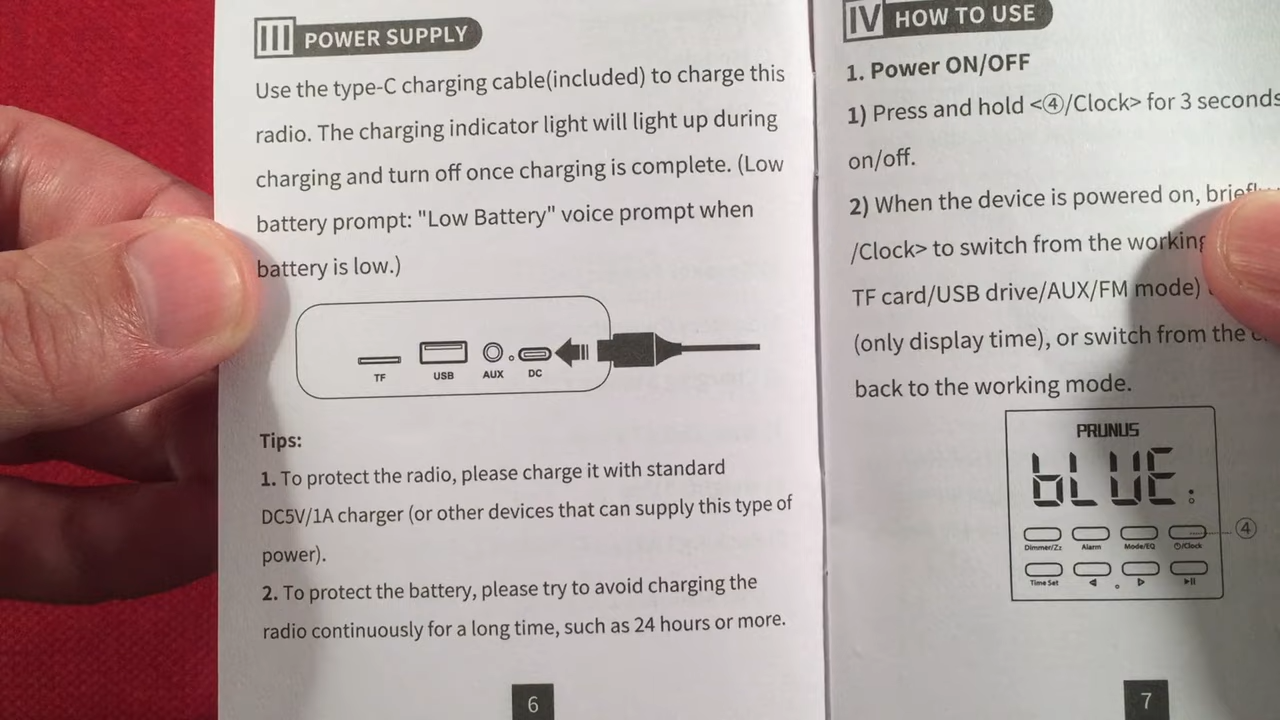 III POWER SUPPLY
Use the type-C charging cable(included) to charge this
radio. The charging indicator light will light up during
charging and turn off once charging is complete. (Low
battery prompt: "Low Battery" voice prompt when
battery is low.)
TF USB AUX DC
Tips:
1. To protect the radio, please charge it with standard
DC5V/1A charger (or other devices that can supply this type of
power).
2. To protect the battery, please try to avoid charging the
radio continuously for a long time, such as 24 hours or more.
6
IV HOW TO USE
1. Power ON/OFF
1) Press and hold <④/Clock> for 3 seconds
on/off.
2) When the device is powered on,
/Clock> to switch from the working
TF card/USB drive/AUX/FM mode)
(only display time), or switch from the
back to the working mode.
PRUNUS
bLUE:
Dimmer/Zz Alarm Mode/EQ ⏻/Clock
④
Time Set
7